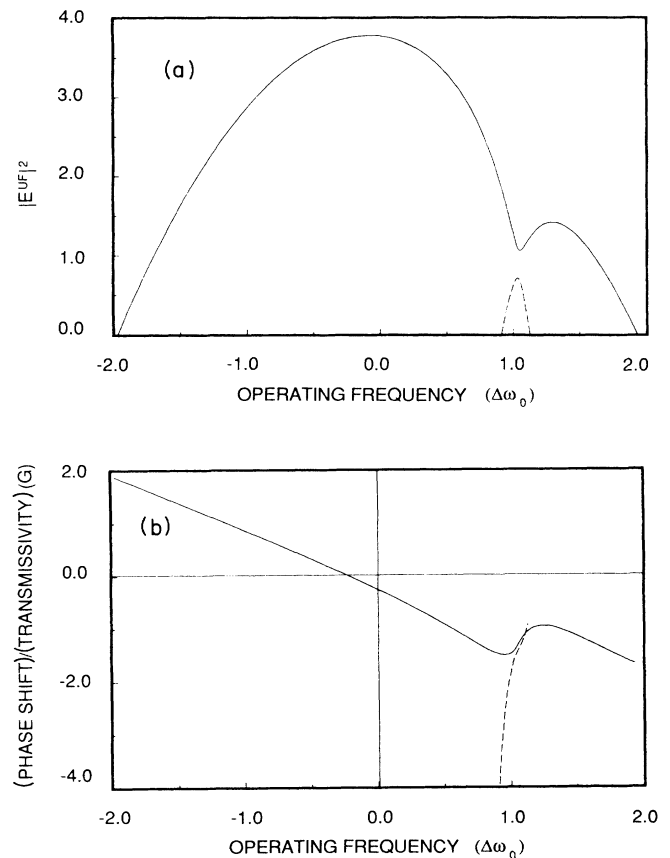 4.0
(a)
3.0
|E^UF|²
2.0
1.0
0.0
-2.0 -1.0 0.0 1.0 2.0
OPERATING FREQUENCY (Δω₀)
2.0
(b)
0.0
(PHASE SHIFT)/(TRANSMISSIVITY) (G)
-2.0
-4.0
-2.0 -1.0 0.0 1.0 2.0
OPERATING FREQUENCY (Δω₀)